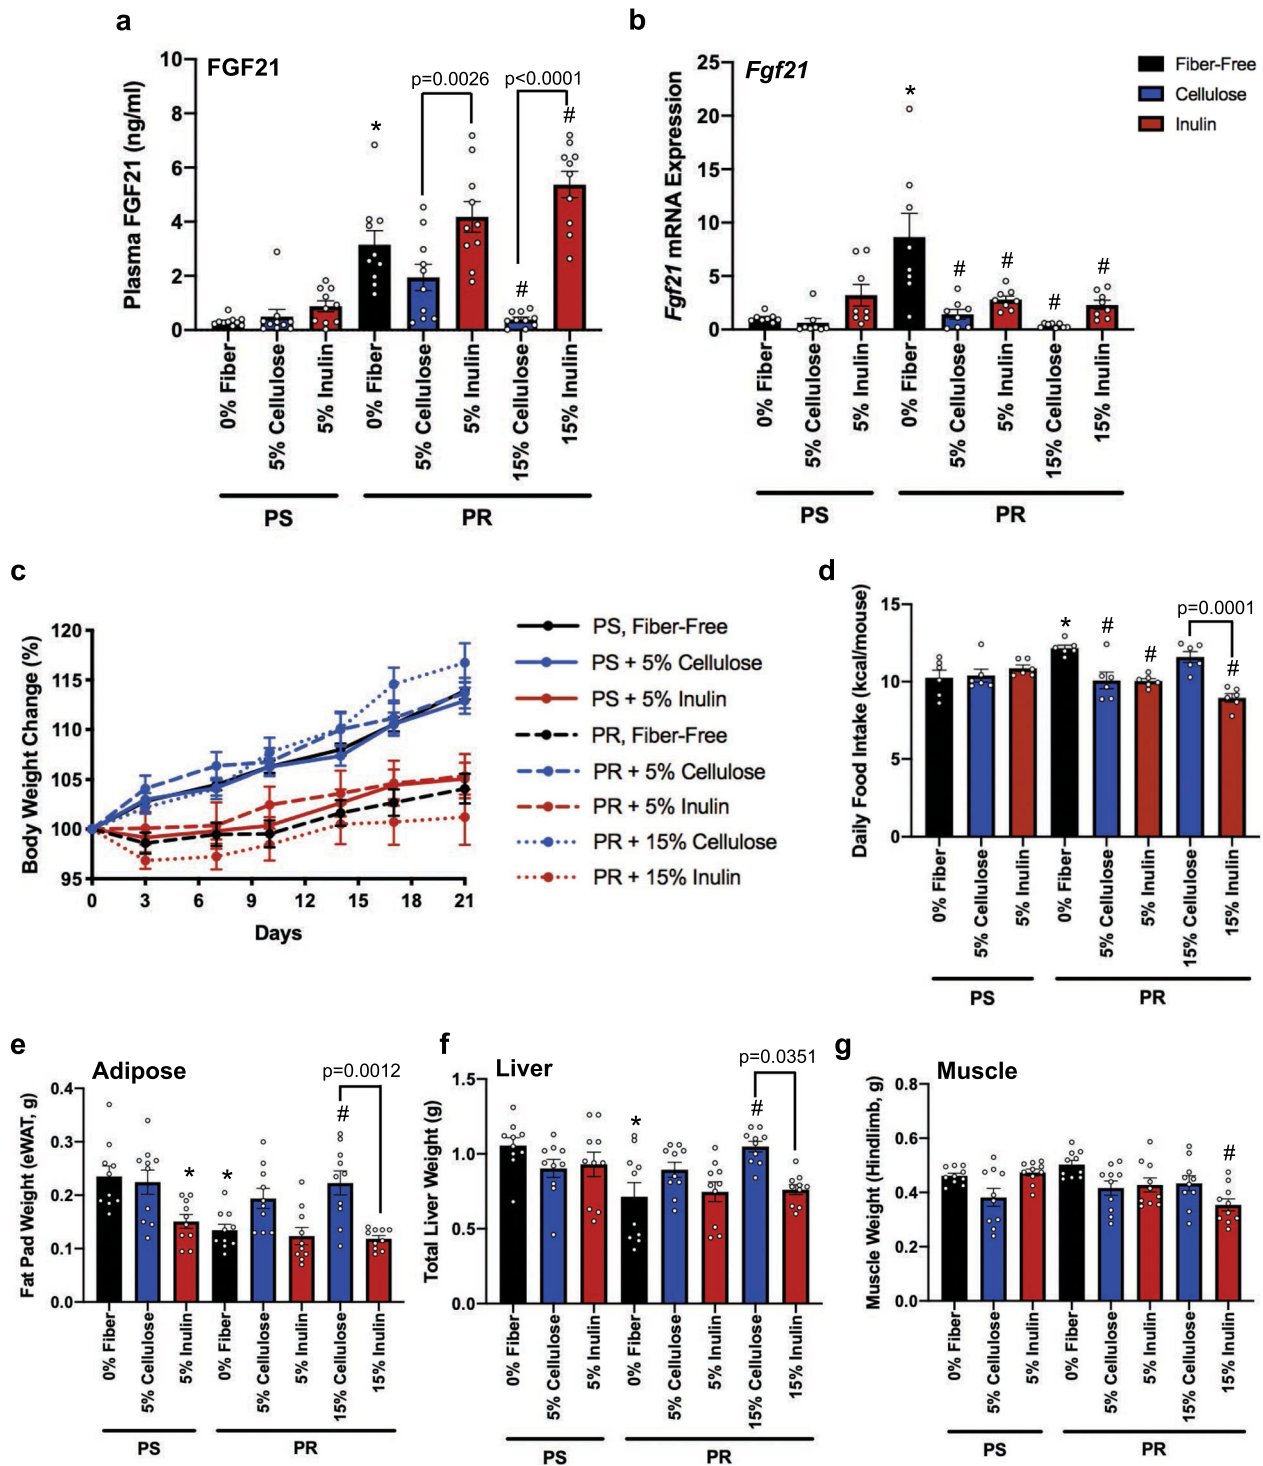 a
FGF21
Plasma FGF21 (ng/ml)
10
8
6
4
2
0
*
p=0.0026
p<0.0001
#
#
0% Fiber
5% Cellulose
5% Inulin
0% Fiber
5% Cellulose
5% Inulin
15% Cellulose
15% Inulin
PS
PR
b
Fgf21
Fgf21 mRNA Expression
25
20
15
10
5
0
*
#
#
#
#
0% Fiber
5% Cellulose
5% Inulin
0% Fiber
5% Cellulose
5% Inulin
15% Cellulose
15% Inulin
PS
PR
Fiber-Free
Cellulose
Inulin
c
Body Weight Change (%)
120
115
110
105
100
95
0
3
6
9
12
15
18
21
Days
PS, Fiber-Free
PS + 5% Cellulose
PS + 5% Inulin
PR, Fiber-Free
PR + 5% Cellulose
PR + 5% Inulin
PR + 15% Cellulose
PR + 15% Inulin
d
Daily Food Intake (kcal/mouse)
15
10
5
0
*
#
#
p=0.0001
#
0% Fiber
5% Cellulose
5% Inulin
0% Fiber
5% Cellulose
5% Inulin
15% Cellulose
15% Inulin
PS
PR
e
Adipose
Fat Pad Weight (eWAT, g)
0.4
0.3
0.2
0.1
0.0
*
*
p=0.0012
#
0% Fiber
5% Cellulose
5% Inulin
0% Fiber
5% Cellulose
5% Inulin
15% Cellulose
15% Inulin
PS
PR
f
Liver
Total Liver Weight (g)
1.5
1.0
0.5
0.0
*
p=0.0351
#
0% Fiber
5% Cellulose
5% Inulin
0% Fiber
5% Cellulose
5% Inulin
15% Cellulose
15% Inulin
PS
PR
g
Muscle
Muscle Weight (Hindlimb, g)
0.8
0.6
0.4
0.2
0.0
#
0% Fiber
5% Cellulose
5% Inulin
0% Fiber
5% Cellulose
5% Inulin
15% Cellulose
15% Inulin
PS
PR